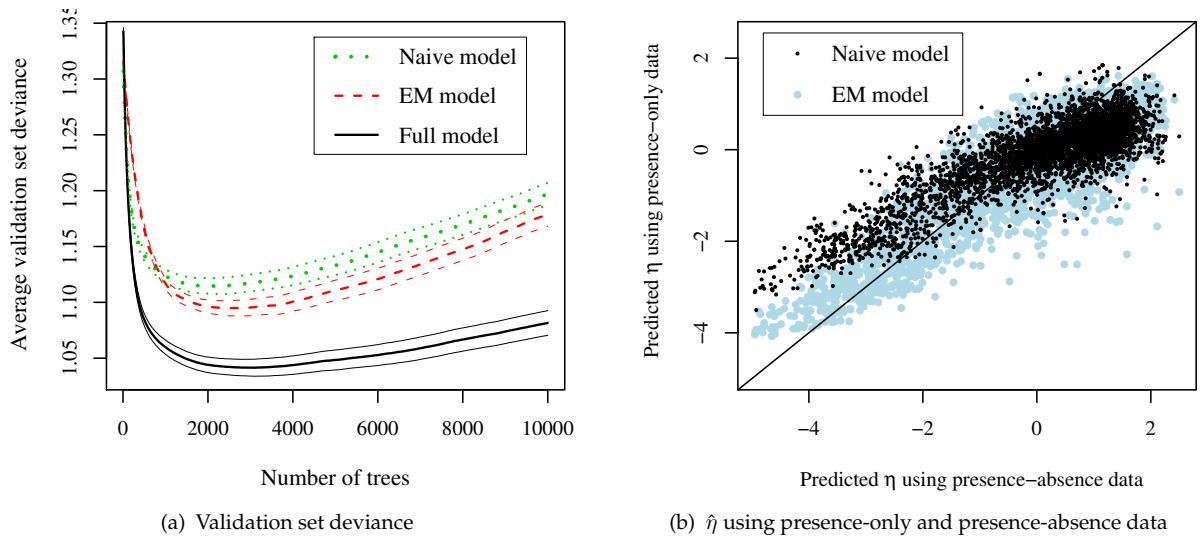 Average validation set deviance
1.35
1.30
1.25
1.20
1.15
1.10
1.05
Naive model
EM model
Full model
0 2000 4000 6000 8000 10000
Number of trees
(a) Validation set deviance
Predicted η using presence−only data
2
0
−2
−4
Naive model
EM model
−4 −2 0 2
Predicted η using presence−absence data
(b) η̂ using presence-only and presence-absence data